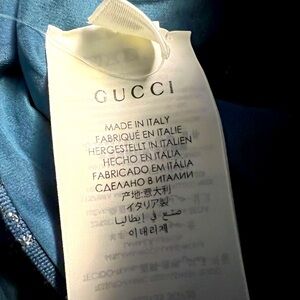 GUCCI
MADE IN ITALY
FABRIQUÉ EN ITALIE
HERGESTELLT IN ITALIEN
HECHO EN ITALIA
FABRICADO EM ITÁLIA
СДЕЛАНО В ИТАЛИИ
产地:意大利
イタリア製
صنع في إيطاليا
이태리제